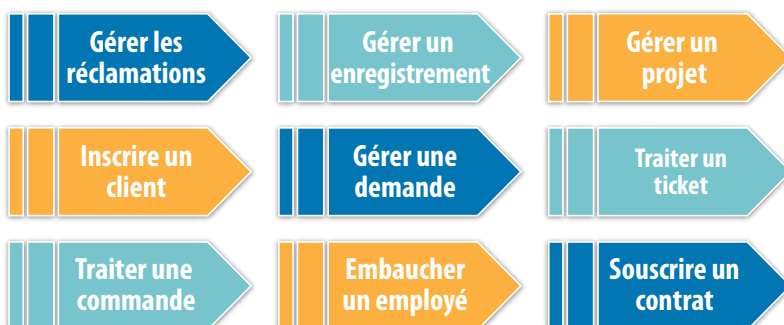 Gérer les
réclamations
Gérer un
enregistrement
Gérer un
projet
Inscrire un
client
Gérer une
demande
Traiter un
ticket
Traiter une
commande
Embaucher
un employé
Souscrire un
contrat